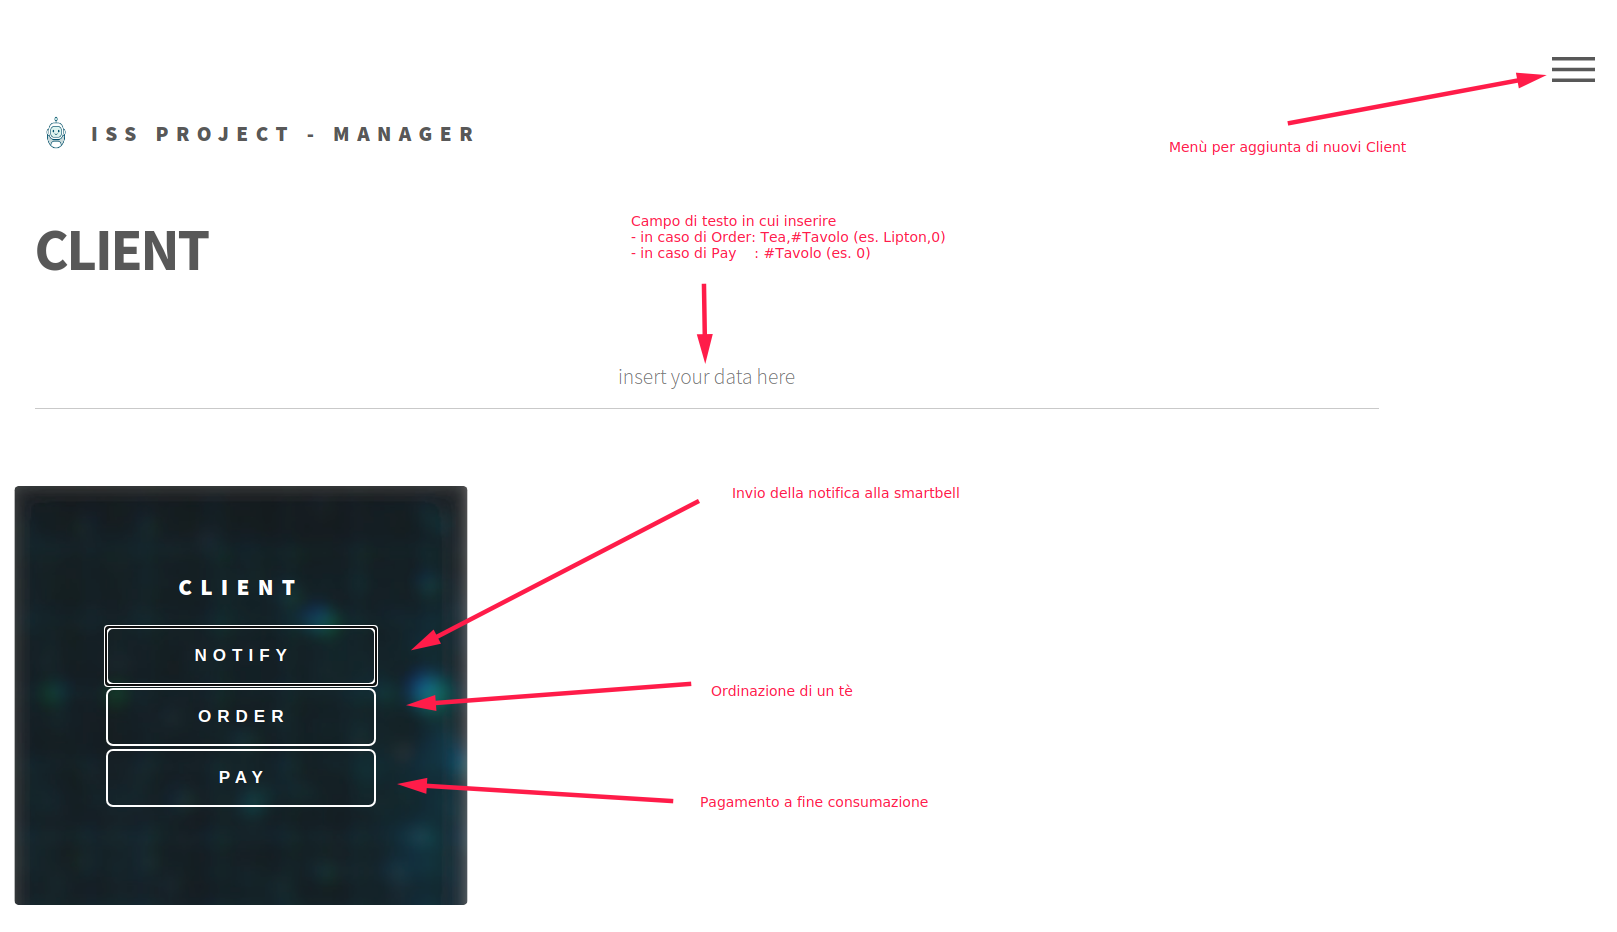 ISS PROJECT - MANAGER
Menù per aggiunta di nuovi Client
CLIENT
Campo di testo in cui inserire
- in caso di Order: Tea,#Tavolo (es. Lipton,0)
- in caso di Pay    : #Tavolo (es. 0)
insert your data here
Invio della notifica alla smartbell
CLIENT
NOTIFY
Ordinazione di un tè
ORDER
PAY
Pagamento a fine consumazione